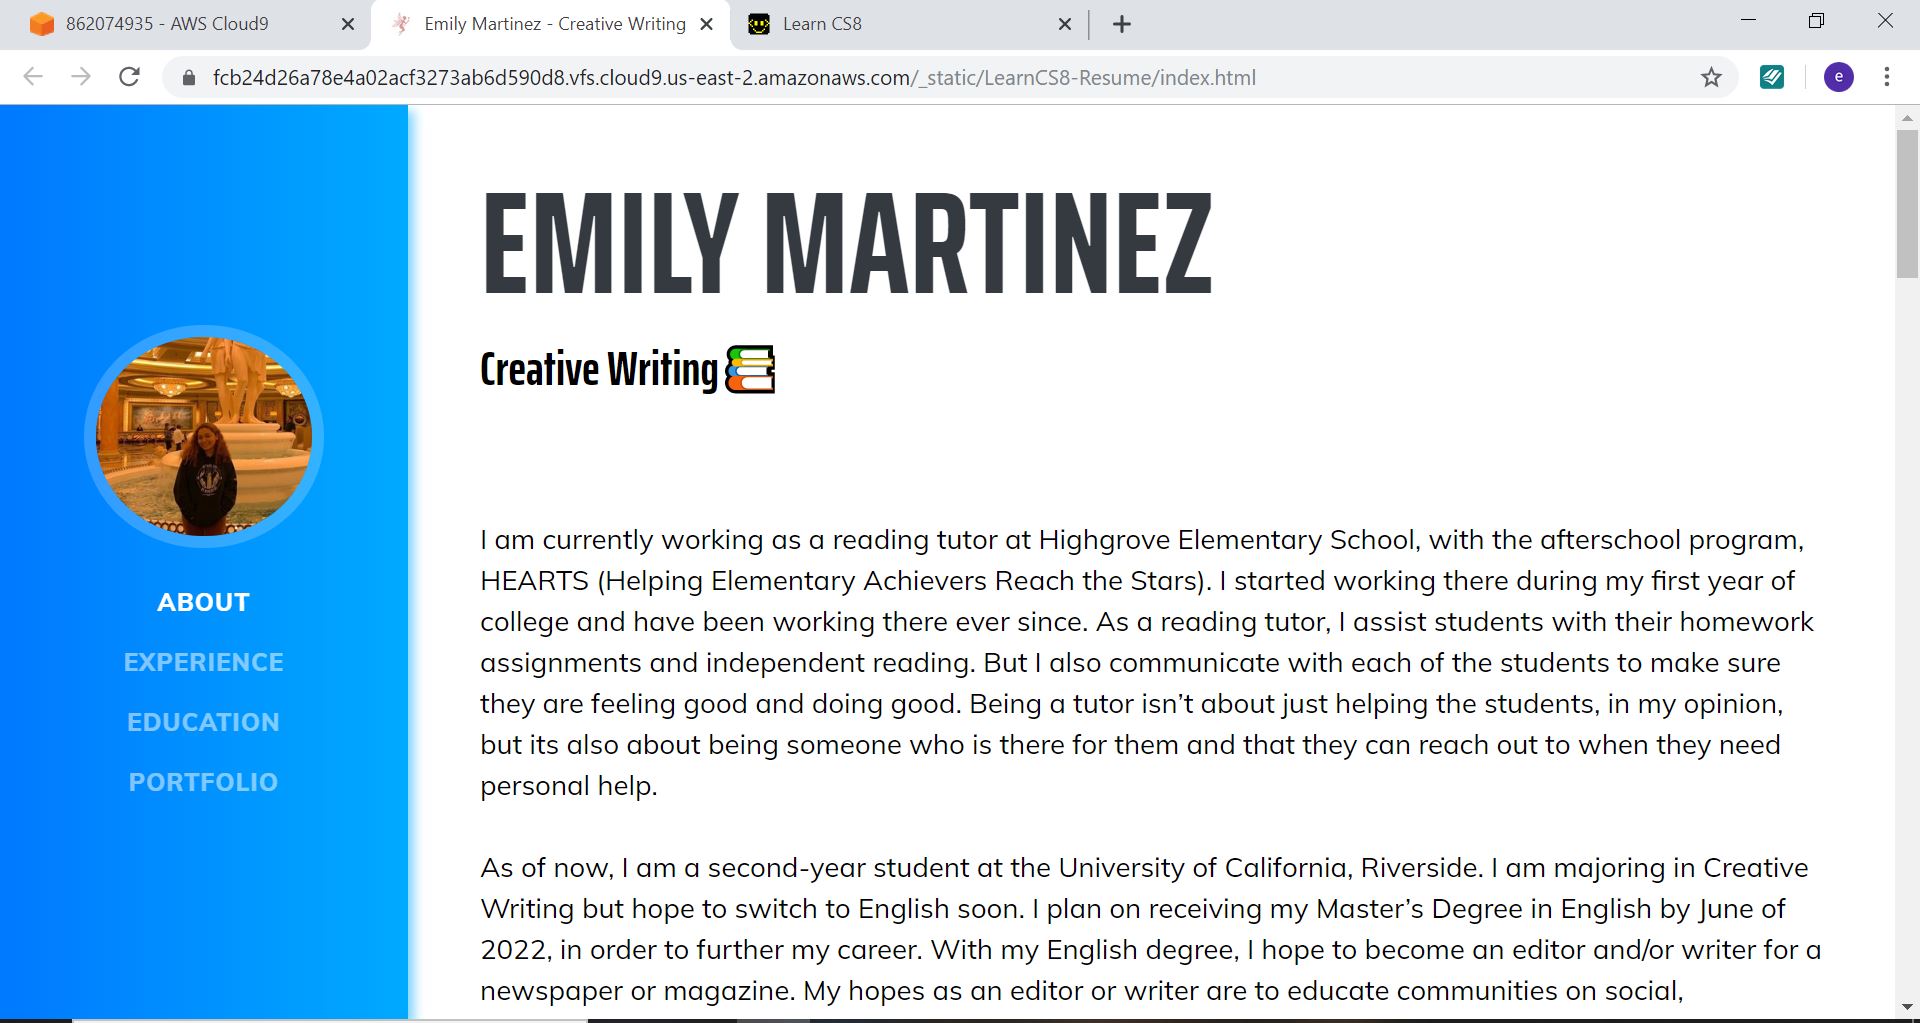 862074935 - AWS Cloud9
Emily Martinez - Creative Writing
Learn CS8
fcb24d26a78e4a02acf3273ab6d590d8.vfs.cloud9.us-east-2.amazonaws.com/_static/LearnCS8-Resume/index.html
e
ABOUT
EXPERIENCE
EDUCATION
PORTFOLIO
EMILY MARTINEZ
Creative Writing
I am currently working as a reading tutor at Highgrove Elementary School, with the afterschool program,
HEARTS (Helping Elementary Achievers Reach the Stars). I started working there during my first year of
college and have been working there ever since. As a reading tutor, I assist students with their homework
assignments and independent reading. But I also communicate with each of the students to make sure
they are feeling good and doing good. Being a tutor isn’t about just helping the students, in my opinion,
but its also about being someone who is there for them and that they can reach out to when they need
personal help.
As of now, I am a second-year student at the University of California, Riverside. I am majoring in Creative
Writing but hope to switch to English soon. I plan on receiving my Master’s Degree in English by June of
2022, in order to further my career. With my English degree, I hope to become an editor and/or writer for a
newspaper or magazine. My hopes as an editor or writer are to educate communities on social,